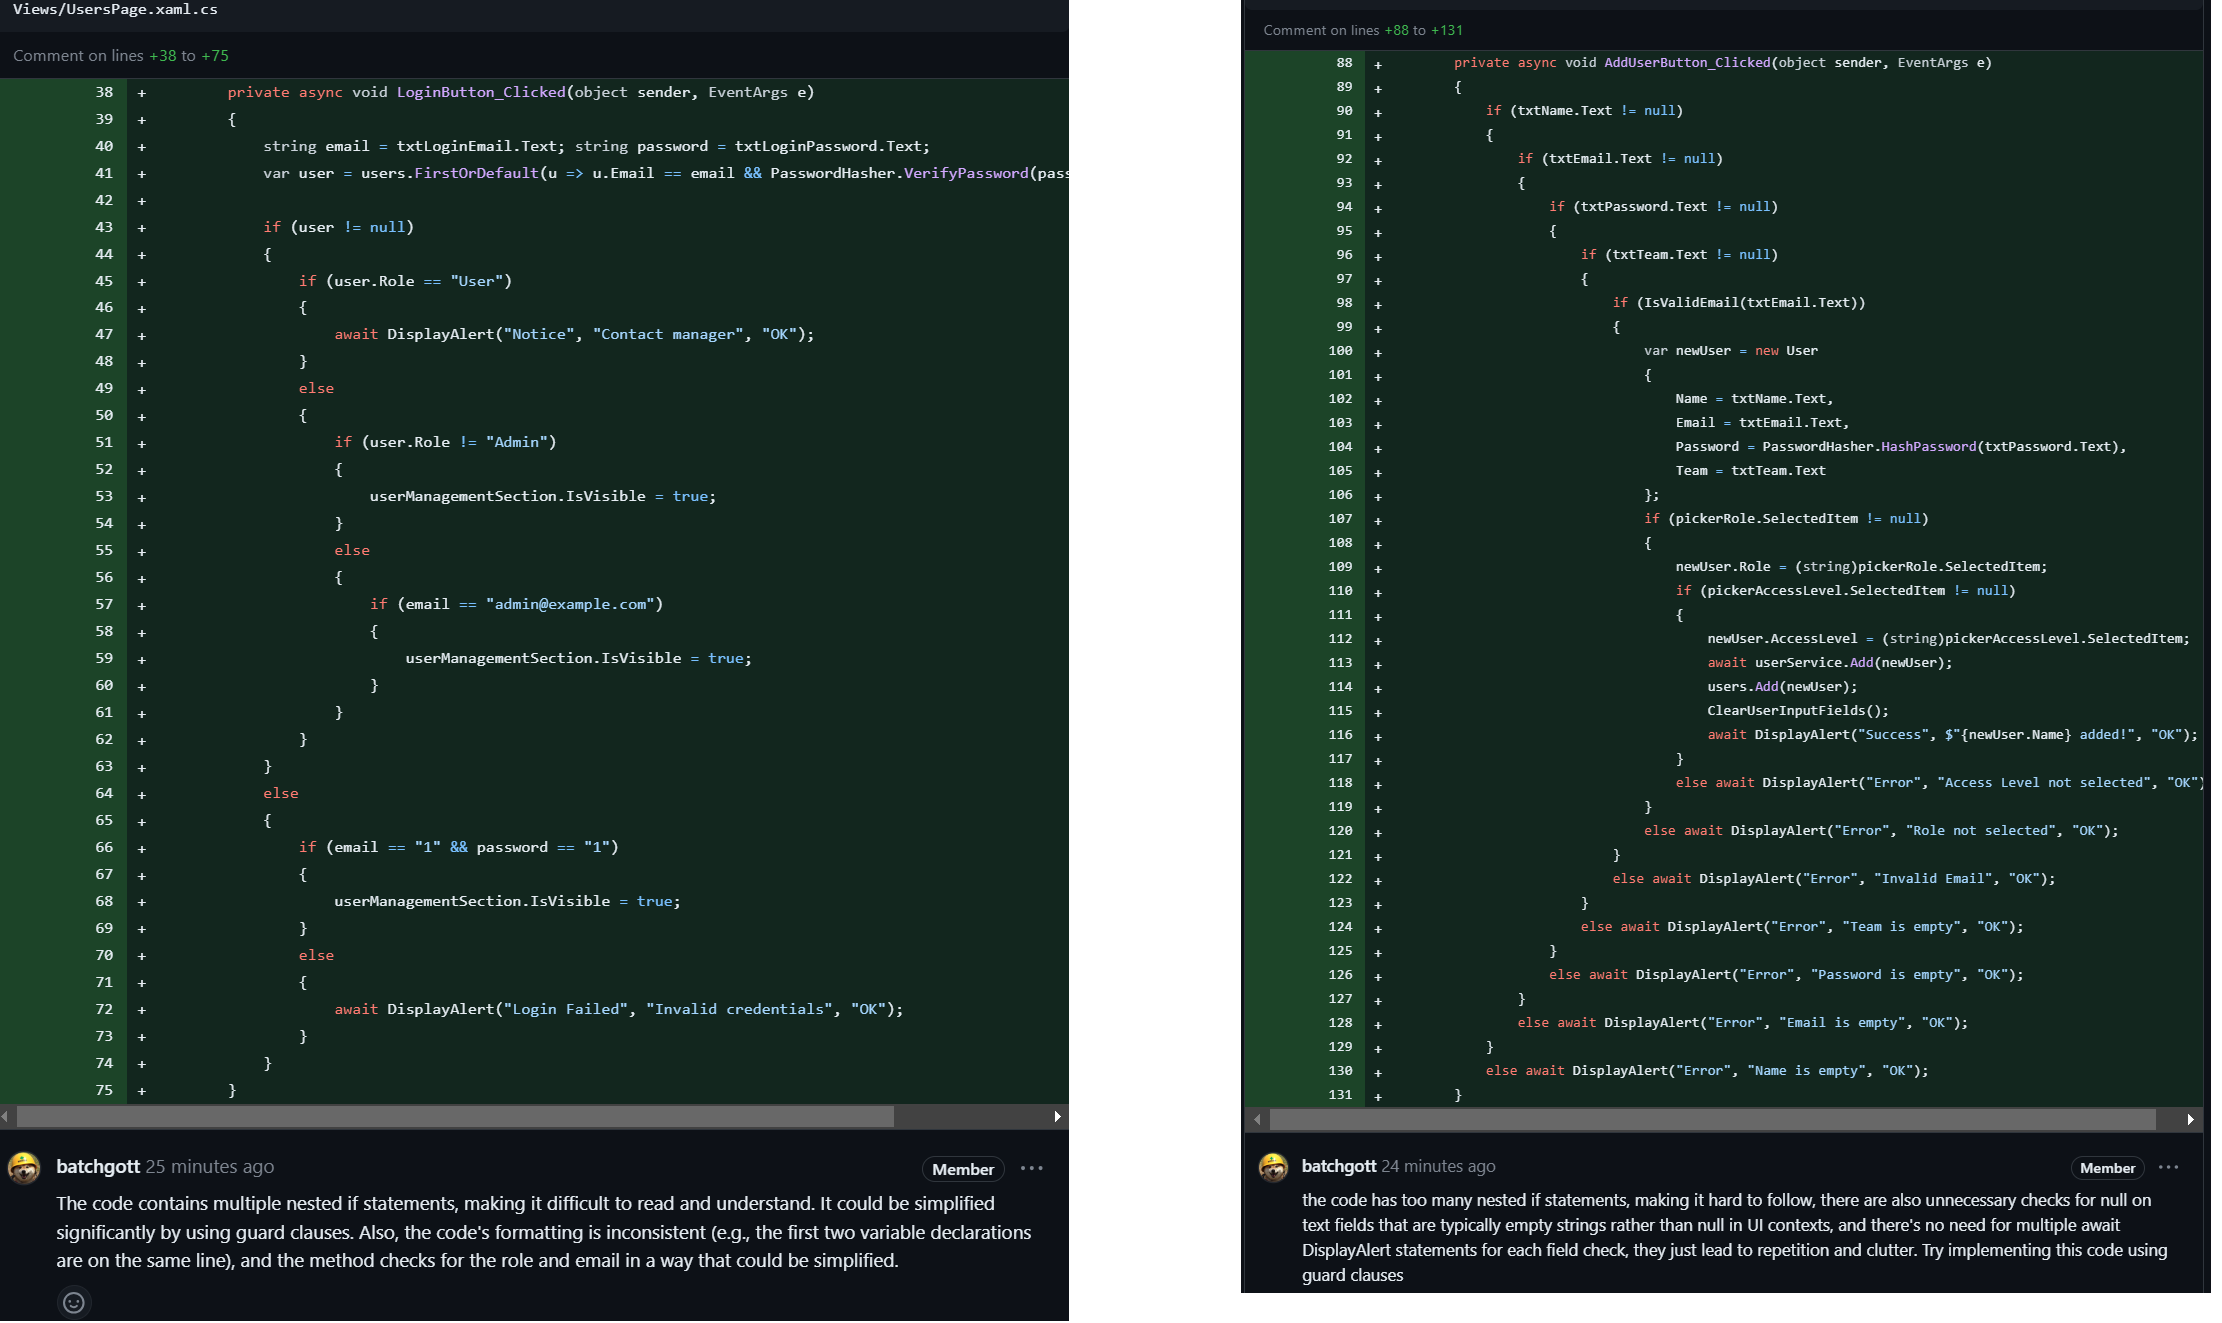 Views/UsersPage.xaml.cs
Comment on lines +38 to +75
38 + private async void LoginButton_Clicked(object sender, EventArgs e)
39 + {
40 + string email = txtLoginEmail.Text; string password = txtLoginPassword.Text;
41 + var user = users.FirstOrDefault(u => u.Email == email && PasswordHasher.VerifyPassword(pass
42 +
43 + if (user != null)
44 + {
45 + if (user.Role == "User")
46 + {
47 + await DisplayAlert("Notice", "Contact manager", "OK");
48 + }
49 + else
50 + {
51 + if (user.Role != "Admin")
52 + {
53 + userManagementSection.IsVisible = true;
54 + }
55 + else
56 + {
57 + if (email == "admin@example.com")
58 + {
59 + userManagementSection.IsVisible = true;
60 + }
61 + }
62 + }
63 + }
64 + else
65 + {
66 + if (email == "1" && password == "1")
67 + {
68 + userManagementSection.IsVisible = true;
69 + }
70 + else
71 + {
72 + await DisplayAlert("Login Failed", "Invalid credentials", "OK");
73 + }
74 + }
75 + }
batchgott 25 minutes ago
Member
The code contains multiple nested if statements, making it difficult to read and understand. It could be simplified
significantly by using guard clauses. Also, the code's formatting is inconsistent (e.g., the first two variable declarations
are on the same line), and the method checks for the role and email in a way that could be simplified.
Comment on lines +88 to +131
88 + private async void AddUserButton_Clicked(object sender, EventArgs e)
89 + {
90 + if (txtName.Text != null)
91 + {
92 + if (txtEmail.Text != null)
93 + {
94 + if (txtPassword.Text != null)
95 + {
96 + if (txtTeam.Text != null)
97 + {
98 + if (IsValidEmail(txtEmail.Text))
99 + {
100 + var newUser = new User
101 + {
102 + Name = txtName.Text,
103 + Email = txtEmail.Text,
104 + Password = PasswordHasher.HashPassword(txtPassword.Text),
105 + Team = txtTeam.Text
106 + };
107 + if (pickerRole.SelectedItem != null)
108 + {
109 + newUser.Role = (string)pickerRole.SelectedItem;
110 + if (pickerAccessLevel.SelectedItem != null)
111 + {
112 + newUser.AccessLevel = (string)pickerAccessLevel.SelectedItem;
113 + await userService.Add(newUser);
114 + users.Add(newUser);
115 + ClearUserInputFields();
116 + await DisplayAlert("Success", $"{newUser.Name} added!", "OK");
117 + }
118 + else await DisplayAlert("Error", "Access Level not selected", "OK")
119 + }
120 + else await DisplayAlert("Error", "Role not selected", "OK");
121 + }
122 + else await DisplayAlert("Error", "Invalid Email", "OK");
123 + }
124 + else await DisplayAlert("Error", "Team is empty", "OK");
125 + }
126 + else await DisplayAlert("Error", "Password is empty", "OK");
127 + }
128 + else await DisplayAlert("Error", "Email is empty", "OK");
129 + }
130 + else await DisplayAlert("Error", "Name is empty", "OK");
131 + }
batchgott 24 minutes ago
Member
the code has too many nested if statements, making it hard to follow, there are also unnecessary checks for null on
text fields that are typically empty strings rather than null in UI contexts, and there's no need for multiple await
DisplayAlert statements for each field check, they just lead to repetition and clutter. Try implementing this code using
guard clauses